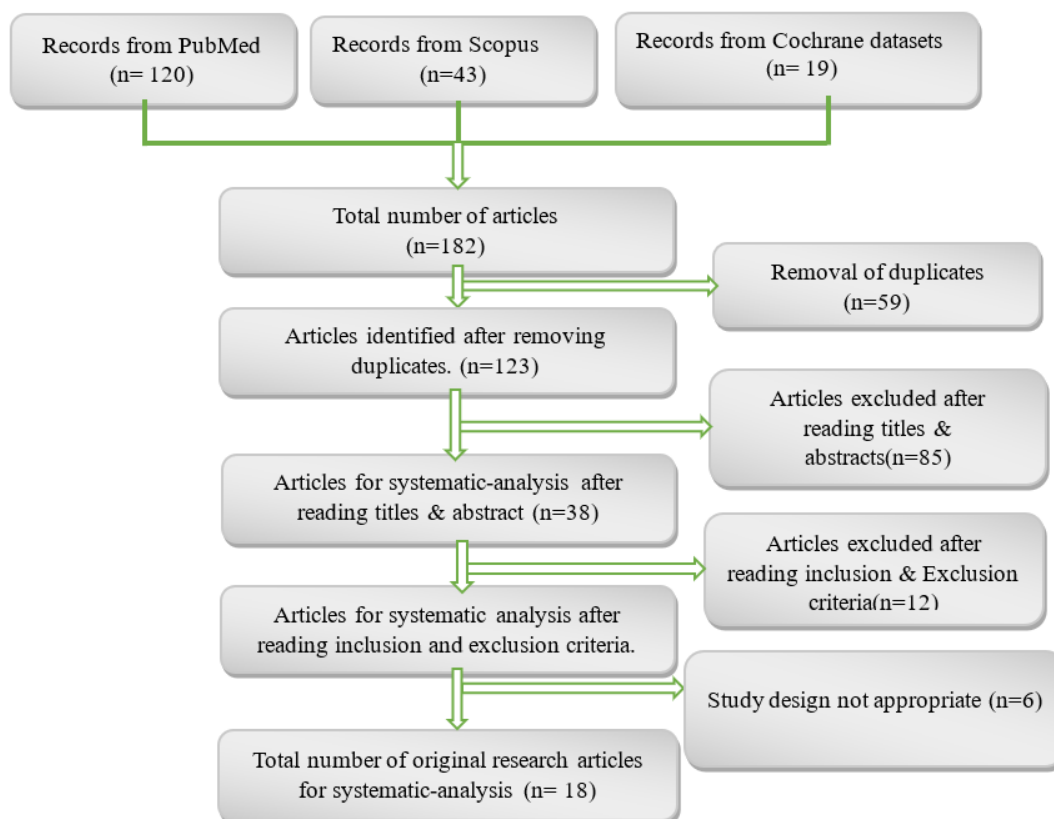 Records from PubMed
(n= 120)
Records from Scopus
(n=43)
Records from Cochrane datasets
(n= 19)
Total number of articles
(n=182)
Removal of duplicates
(n=59)
Articles identified after removing
duplicates. (n=123)
Articles excluded after
reading titles &
abstracts(n=85)
Articles for systematic-analysis after
reading titles & abstract (n=38)
Articles excluded after
reading inclusion & Exclusion
criteria(n=12)
Articles for systematic analysis after
reading inclusion and exclusion criteria.
Study design not appropriate (n=6)
Total number of original research articles
for systematic-analysis (n= 18)